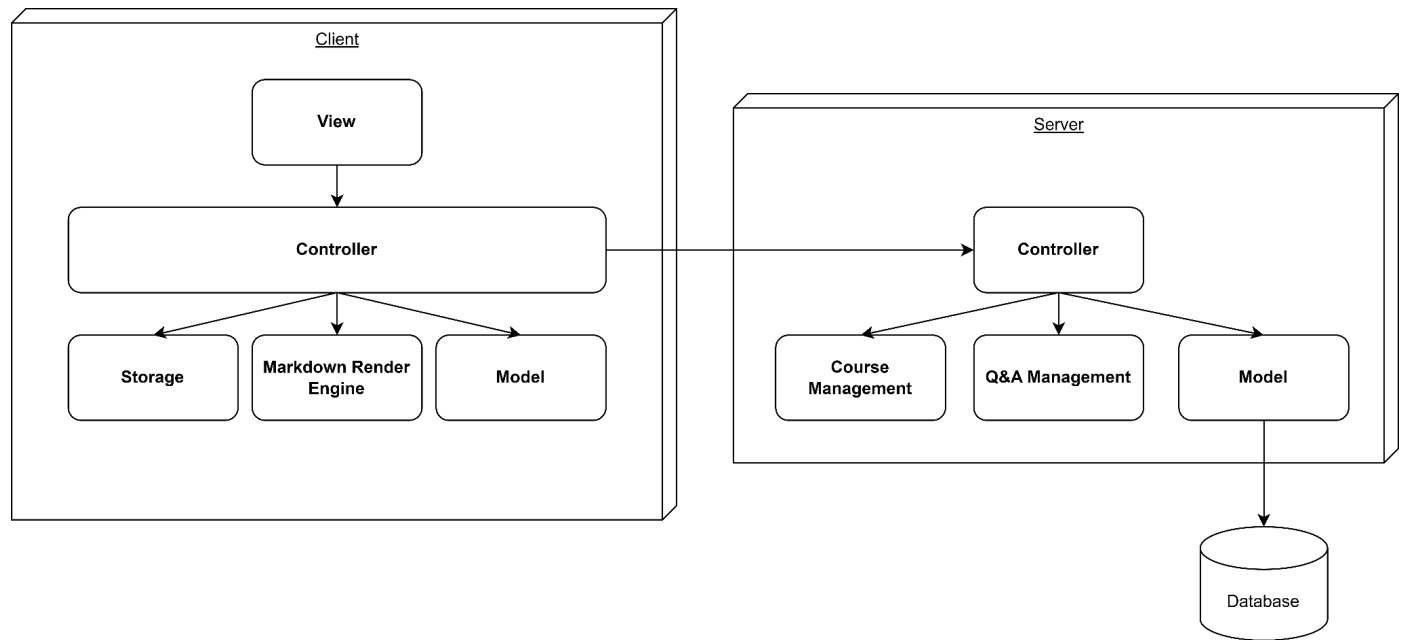 Client
View
Controller
Storage
Markdown Render
Engine
Model
Server
Controller
Course
Management
Q&A Management
Model
Database